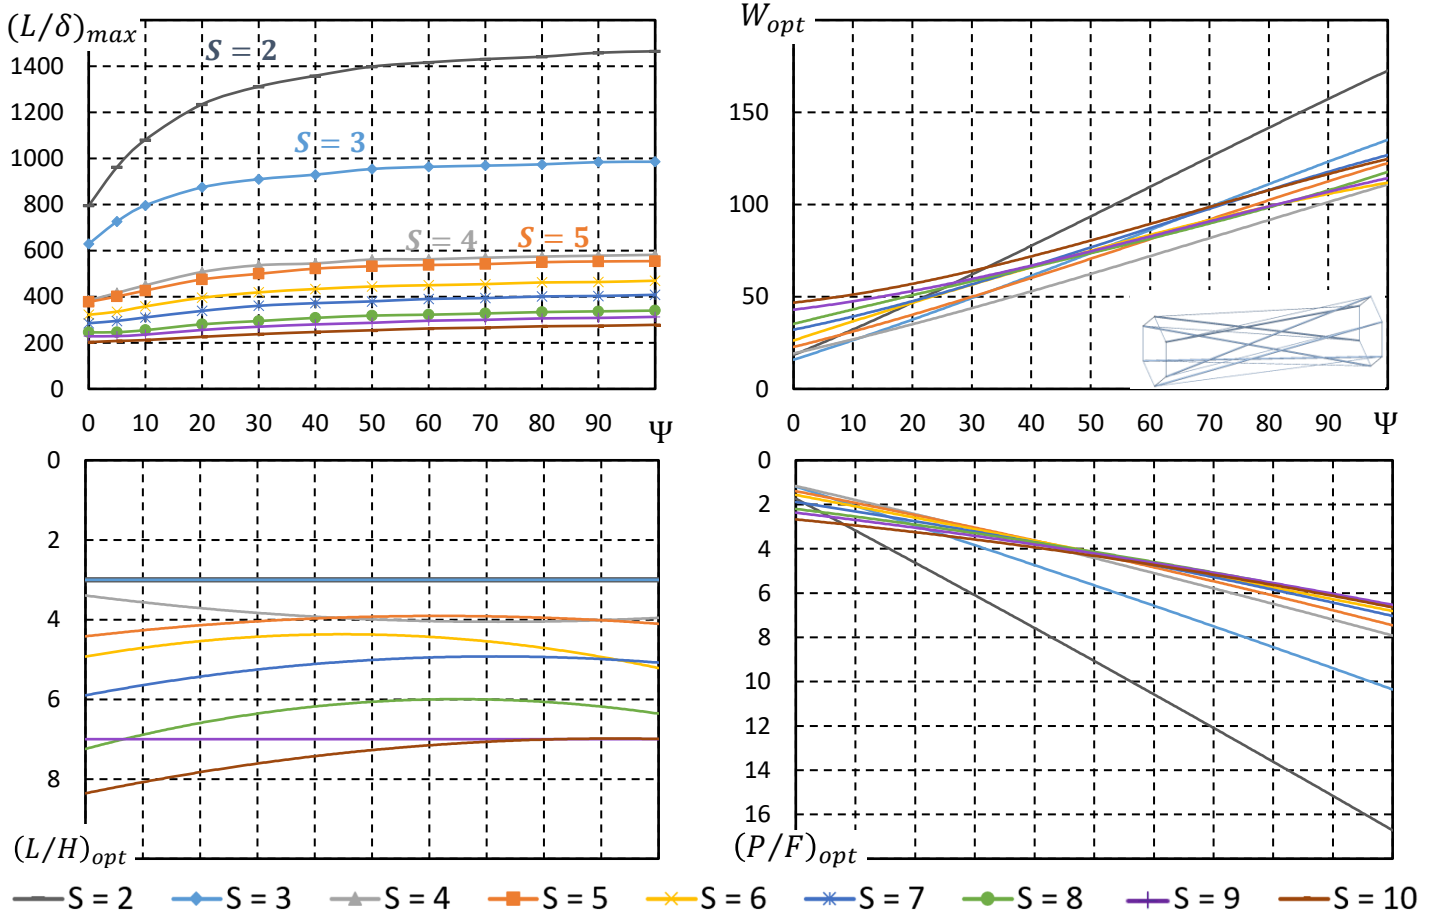 (L/δ)max
1400
1200
1000
800
600
400
200
0
S = 2
S = 3
S = 4
S = 5
0 10 20 30 40 50 60 70 80 90 Ψ
Wopt
150
100
50
0
0 10 20 30 40 50 60 70 80 90 Ψ
0
2
4
6
8
(L/H)opt
0
2
4
6
8
10
12
14
16
(P/F)opt
S = 2 S = 3 S = 4 S = 5 S = 6 S = 7 S = 8 S = 9 S = 10